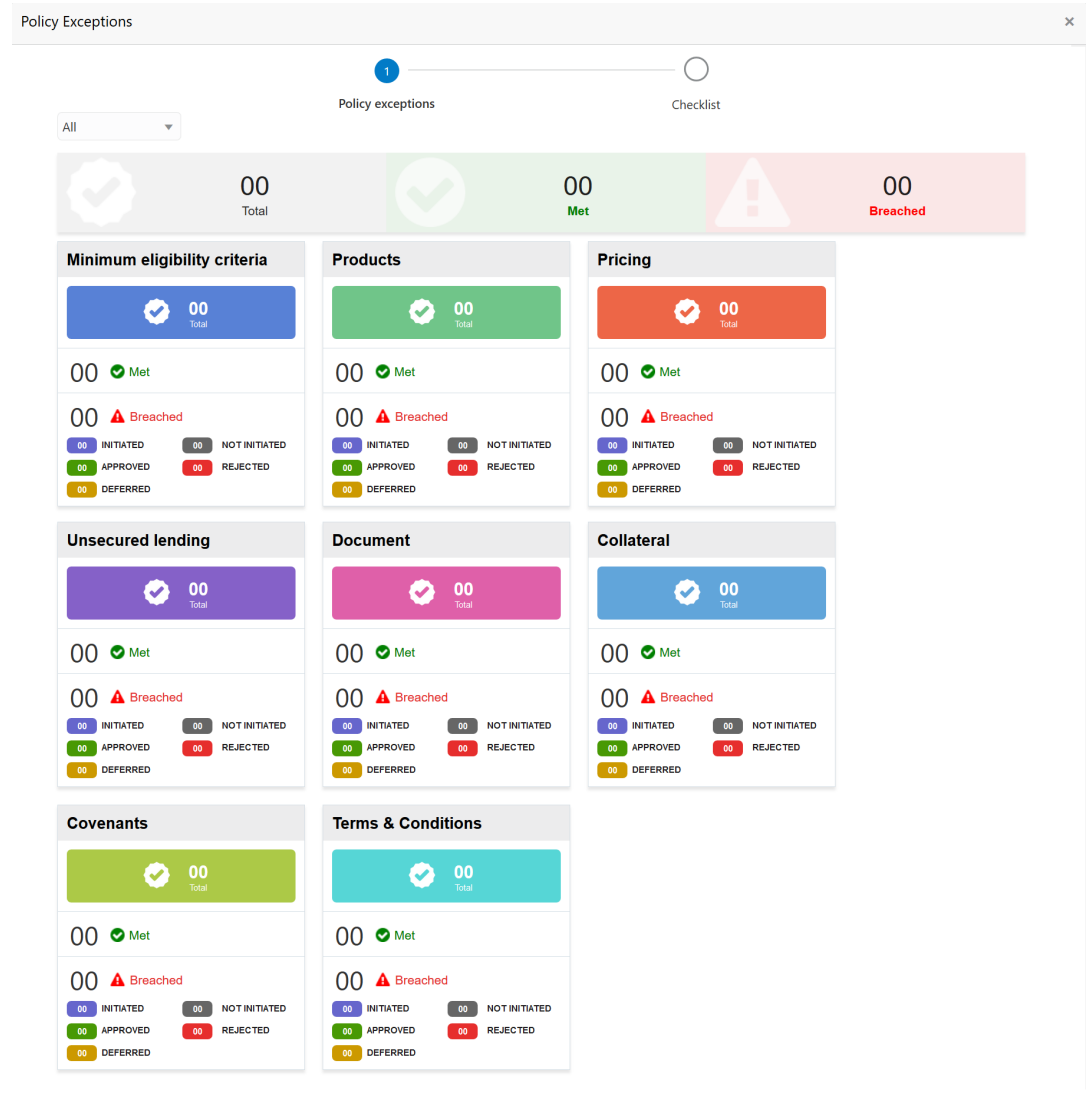 Policy Exceptions ×
1
Policy exceptions Checklist
All
00 00 00
Total Met Breached
Minimum eligibility criteria Products Pricing
00 00 00
Total Total Total
00 Met 00 Met 00 Met
00 Breached 00 Breached 00 Breached
00 INITIATED 00 NOT INITIATED 00 INITIATED 00 NOT INITIATED 00 INITIATED 00 NOT INITIATED
00 APPROVED 00 REJECTED 00 APPROVED 00 REJECTED 00 APPROVED 00 REJECTED
00 DEFERRED 00 DEFERRED 00 DEFERRED
Unsecured lending Document Collateral
00 00 00
Total Total Total
00 Met 00 Met 00 Met
00 Breached 00 Breached 00 Breached
00 INITIATED 00 NOT INITIATED 00 INITIATED 00 NOT INITIATED 00 INITIATED 00 NOT INITIATED
00 APPROVED 00 REJECTED 00 APPROVED 00 REJECTED 00 APPROVED 00 REJECTED
00 DEFERRED 00 DEFERRED 00 DEFERRED
Covenants Terms & Conditions
00 00
Total Total
00 Met 00 Met
00 Breached 00 Breached
00 INITIATED 00 NOT INITIATED 00 INITIATED 00 NOT INITIATED
00 APPROVED 00 REJECTED 00 APPROVED 00 REJECTED
00 DEFERRED 00 DEFERRED